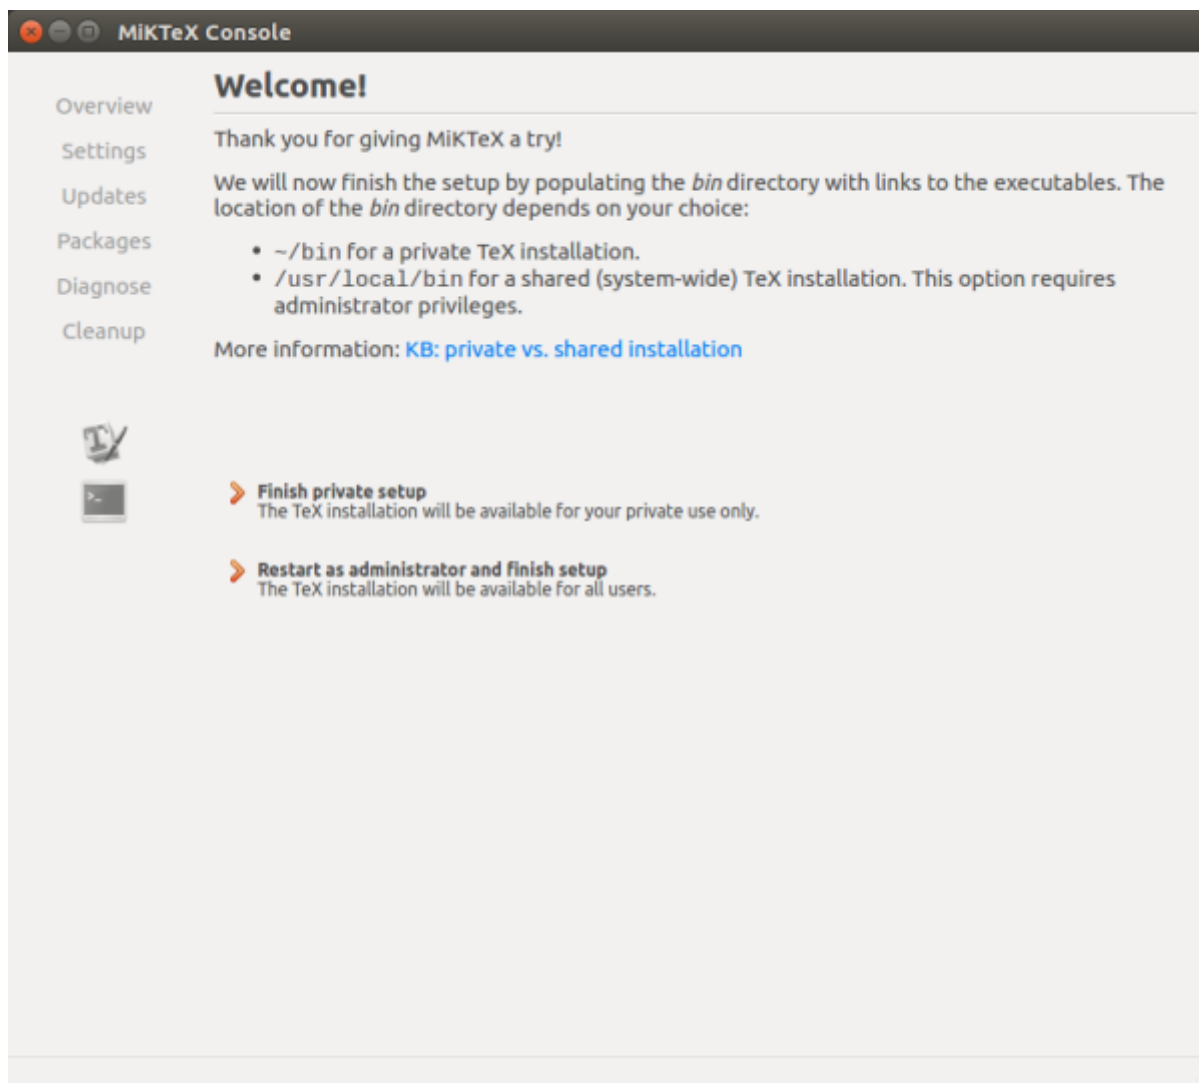 MiKTeX Console
Overview
Settings
Updates
Packages
Diagnose
Cleanup
Welcome!
Thank you for giving MiKTeX a try!
We will now finish the setup by populating the bin directory with links to the executables. The
location of the bin directory depends on your choice:
• ~/bin for a private TeX installation.
• /usr/local/bin for a shared (system-wide) TeX installation. This option requires
administrator privileges.
More information: KB: private vs. shared installation
Finish private setup
The TeX installation will be available for your private use only.
Restart as administrator and finish setup
The TeX installation will be available for all users.